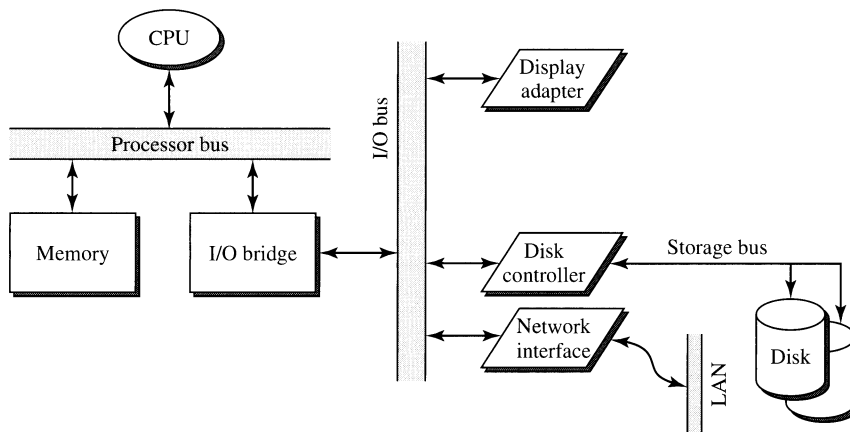 CPU
Processor bus
Memory
I/O bridge
I/O bus
Display
adapter
Disk
controller
Storage bus
Network
interface
LAN
Disk